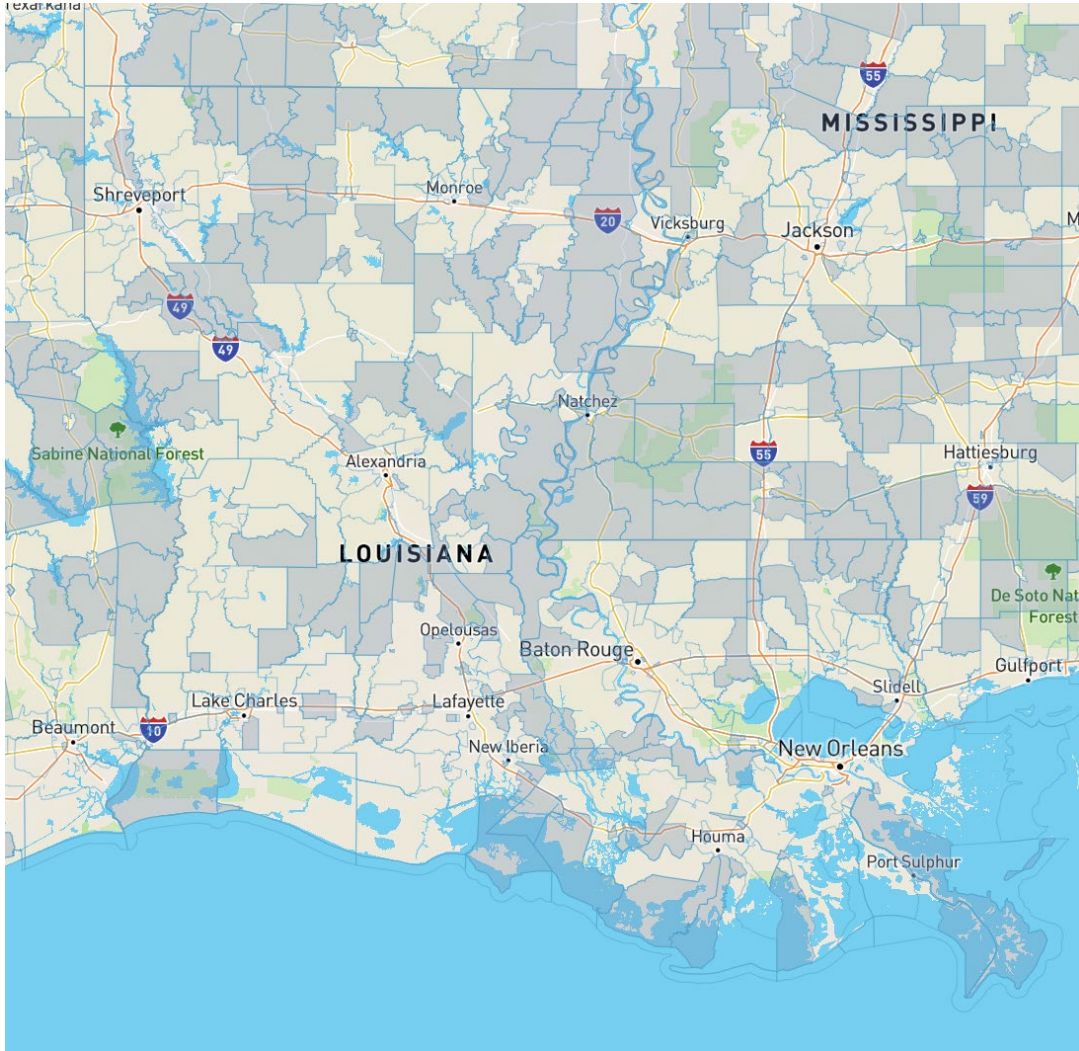 Texarkana
55
MISSISSIPPI
Shreveport
Monroe
20
Vicksburg
Jackson
M
49
49
Natchez
Sabine National Forest
Alexandria
55
Hattiesburg
59
LOUISIANA
De Soto Nat
Forest
Opelousas
Baton Rouge
Gulfport
Slidell
Lake Charles
Lafayette
Beaumont
10
New Iberia
New Orleans
Houma
Port Sulphur